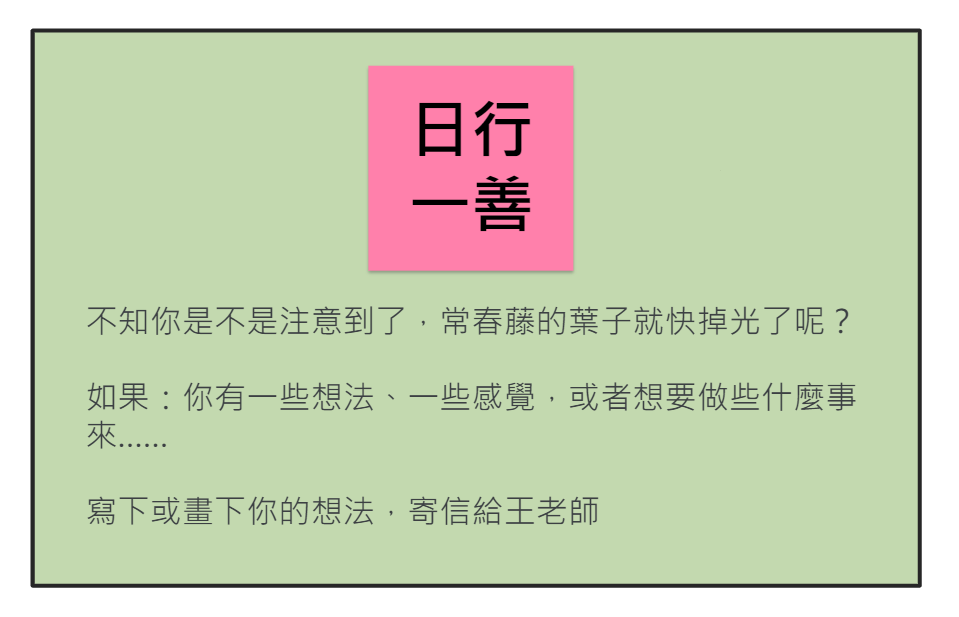 日行
一善
不知你是不是注意到了，常春藤的葉子就快掉光了呢？
如果：你有一些想法、一些感覺，或者想要做些什麼事
來......
寫下或畫下你的想法，寄信給王老師